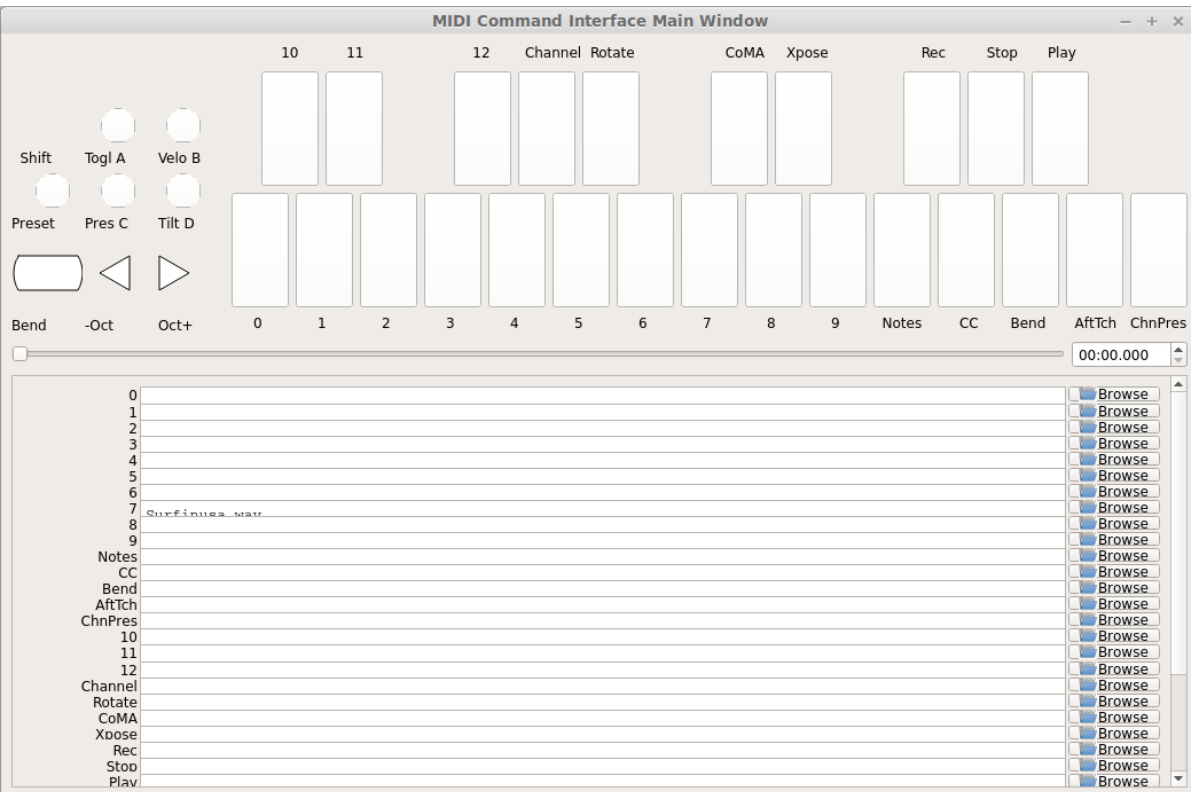 MIDI Command Interface Main Window
10 11 12 Channel Rotate CoMA Xpose Rec Stop Play
Shift Togl A Velo B
Preset Pres C Tilt D
Bend -Oct Oct+ 0 1 2 3 4 5 6 7 8 9 Notes CC Bend AftTch ChnPres
00:00.000
0 Browse
1 Browse
2 Browse
3 Browse
4 Browse
5 Browse
6 Browse
7 Surfinusa.wav Browse
8 Browse
9 Browse
Notes Browse
CC Browse
Bend Browse
AftTch Browse
ChnPres Browse
10 Browse
11 Browse
12 Browse
Channel Browse
Rotate Browse
CoMA Browse
Xpose Browse
Rec Browse
Stop Browse
Play Browse